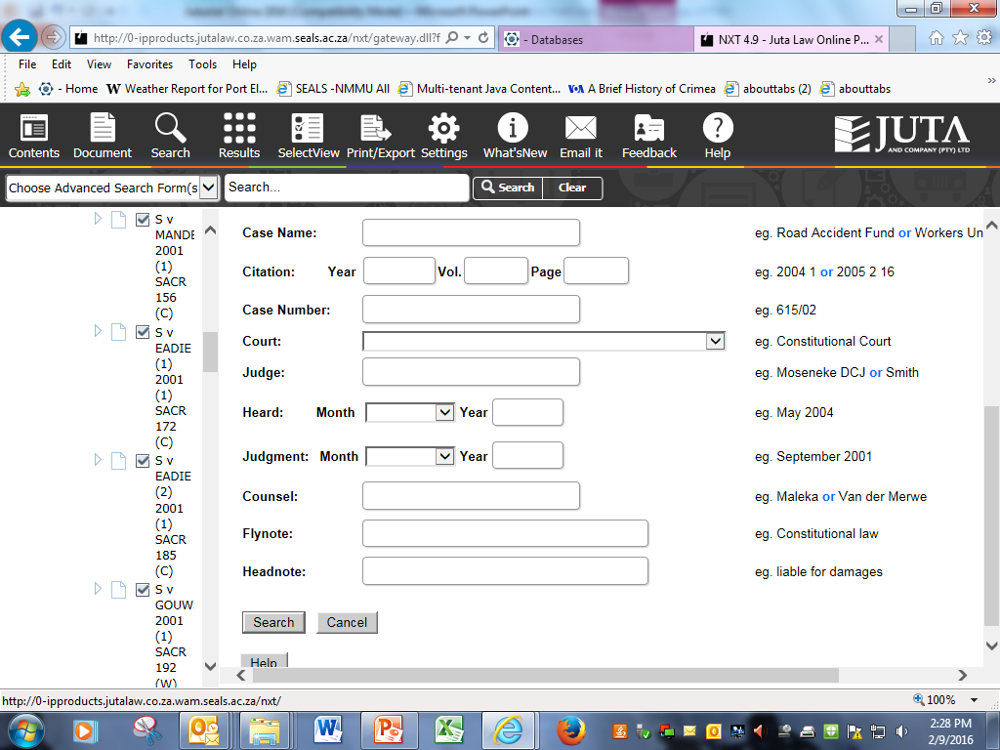 http://0-ipproducts.jutalaw.co.za.wam.seals.ac.za/nxt/gateway.dll?f
- Databases
NXT 4.9 - Juta Law Online P...
File Edit View Favorites Tools Help
- Home W Weather Report for Port El... SEALS -NMMU All Multi-tenant Java Content... VOA A Brief History of Crimea abouttabs (2) abouttabs »
Contents Document Search Results SelectView Print/Export Settings What'sNew Email it Feedback Help
JUTA
AND COMPANY (PTY) LTD
Choose Advanced Search Form(s Search... Search Clear
S v
MANDE
2001
(1)
SACR
156
(C)
S v
EADIE
(1)
2001
(1)
SACR
172
(C)
S v
EADIE
(2)
2001
(1)
SACR
185
(C)
S v
GOUW
2001
(1)
SACR
192
(W)
Case Name: eg. Road Accident Fund or Workers Un
Citation: Year Vol. Page eg. 2004 1 or 2005 2 16
Case Number: eg. 615/02
Court: eg. Constitutional Court
Judge: eg. Moseneke DCJ or Smith
Heard: Month Year eg. May 2004
Judgment: Month Year eg. September 2001
Counsel: eg. Maleka or Van der Merwe
Flynote: eg. Constitutional law
Headnote: eg. liable for damages
Search Cancel
Help
http://0-ipproducts.jutalaw.co.za.wam.seals.ac.za/nxt/
100%
2:28 PM
2/9/2016